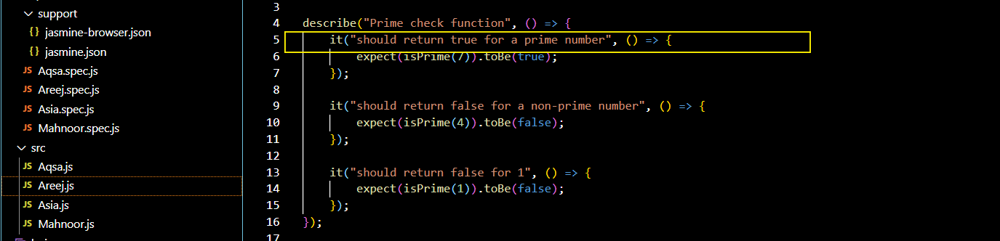 support
{} jasmine-browser.json
{} jasmine.json
JS Aqsa.spec.js
JS Areej.spec.js
JS Asia.spec.js
JS Mahnoor.spec.js
src
JS Aqsa.js
JS Areej.js
JS Asia.js
JS Mahnoor.js
3
4 describe("Prime check function", () => {
5 it("should return true for a prime number", () => {
6 expect(isPrime(7)).toBe(true);
7 });
8
9 it("should return false for a non-prime number", () => {
10 expect(isPrime(4)).toBe(false);
11 });
12
13 it("should return false for 1", () => {
14 expect(isPrime(1)).toBe(false);
15 });
16 });
17